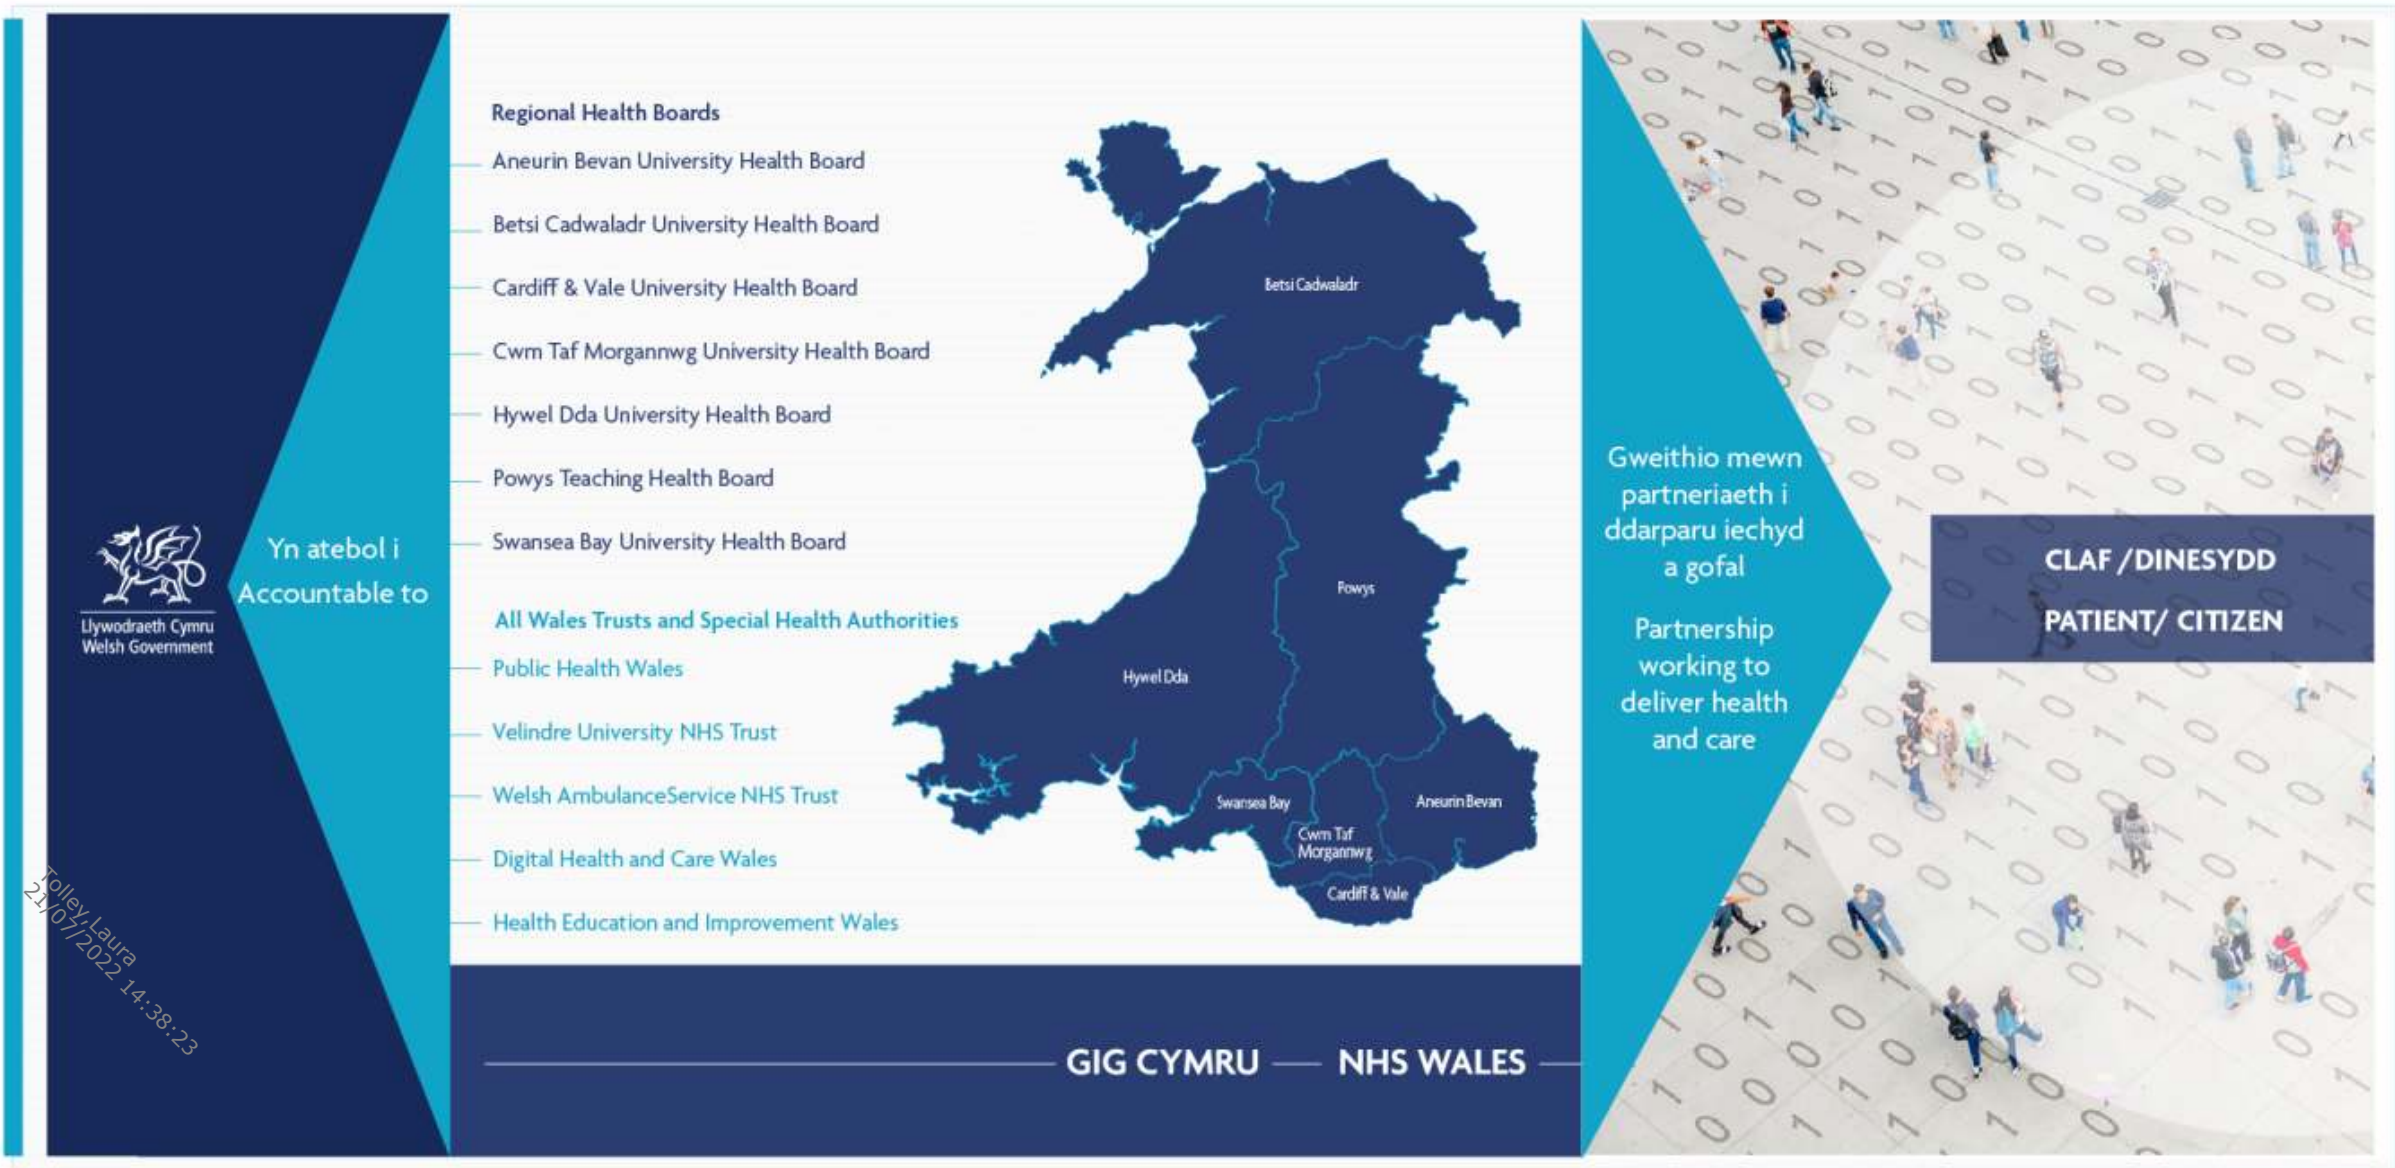 Llywodraeth Cymru
Welsh Government
Yn atebol i
Accountable to
Regional Health Boards
Aneurin Bevan University Health Board
Betsi Cadwaladr University Health Board
Cardiff & Vale University Health Board
Cwm Taf Morgannwg University Health Board
Hywel Dda University Health Board
Powys Teaching Health Board
Swansea Bay University Health Board
All Wales Trusts and Special Health Authorities
Public Health Wales
Velindre University NHS Trust
Welsh AmbulanceService NHS Trust
Digital Health and Care Wales
Health Education and Improvement Wales
Betsi Cadwaladr
Powys
Hywel Dda
Swansea Bay
Aneurin Bevan
Cwm Taf
Morgannwg
Cardiff & Vale
GIG CYMRU
NHS WALES
Gweithio mewn
partneriaeth i
ddarparu iechyd
a gofal
Partnership
working to
deliver health
and care
CLAF /DINESYDD
PATIENT/ CITIZEN
Tolley,Laura
21/07/2022 14:38:23